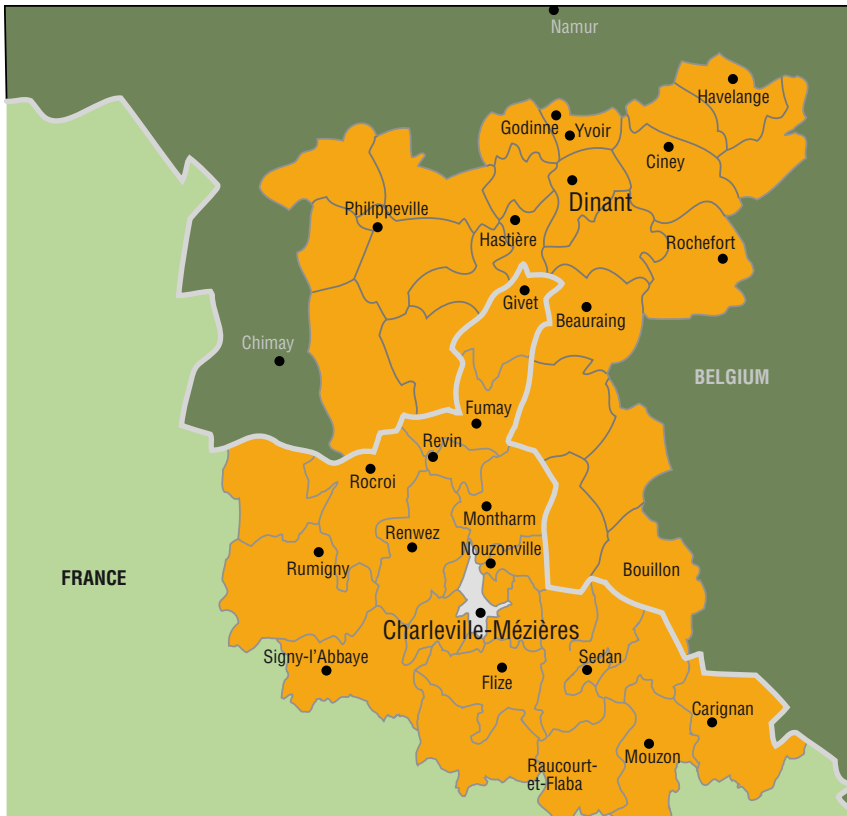 Namur
Havelange
Godinne
Yvoir
Ciney
Dinant
Philippeville
Hastière
Rochefort
Givet
Beauraing
Chimay
BELGIUM
Fumay
Revin
Rocroi
Montharm
Renwez
Nouzonville
Rumigny
Bouillon
FRANCE
Charleville-Mézières
Signy-l'Abbaye
Sedan
Flize
Carignan
Mouzon
Raucourt-
et-Flaba